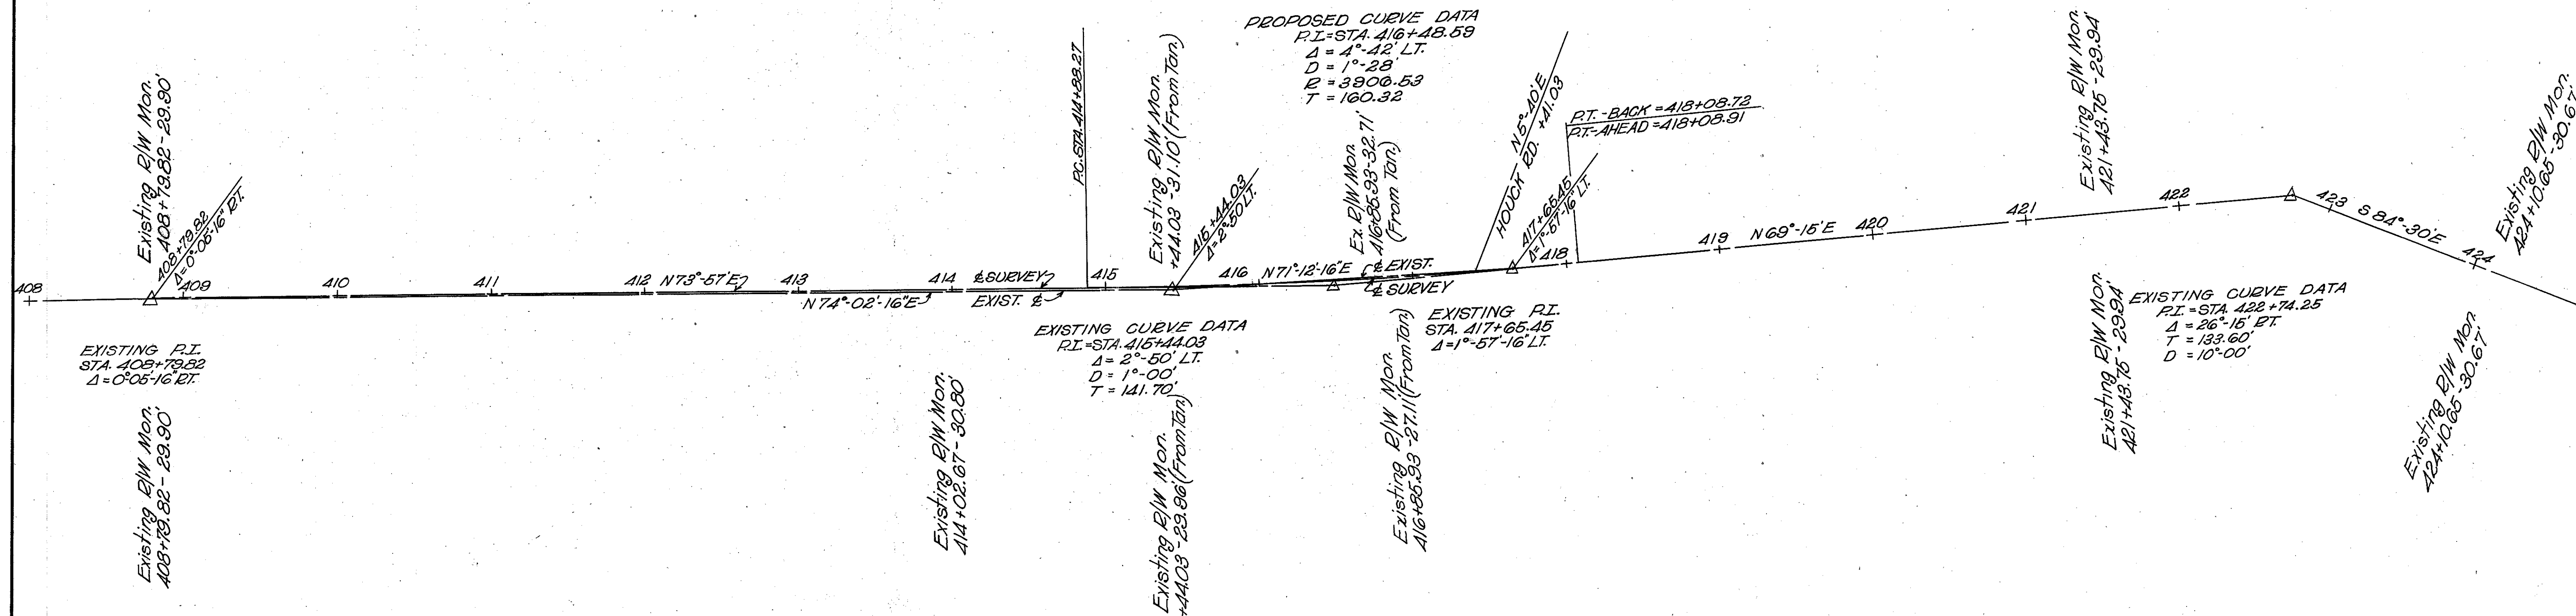 PROPOSED CURVE DATA
P.I.=STA. 416+48.59
Δ = 4°-42' LT.
D = 1°-28'
R = 3906.53
T = 160.32
Existing R/W Mon.
408+79.82-29.90'
408+79.82
Δ=0°-05'-16" RT.
P.C. STA. 414+88.27
Existing R/W Mon.
+44.03-31.10' (From Tan.)
415+44.03
Δ=2°-50' LT.
Ex. R/W Mon.
416+85.93-32.71'
(From Tan.)
HOUCK RD.
N5°-40'E
+41.03
417+65.45
Δ=1°-57'-16" LT.
P.T.-BACK = 418+08.72
P.T.-AHEAD = 418+08.91
Existing R/W Mon.
421+43.75-29.94'
Existing R/W Mon.
424+10.65-30.67'
408
409
410
411
412
N73°-57'E
413
N74°-02'-16"E
414
℄ SURVEY
EXIST. ℄
415
416
N71°-12'-16"E
℄ EXIST.
℄ SURVEY
418
419
N69°-15'E
420
421
422
423
S84°-30'E
424
EXISTING P.I.
STA. 408+79.82
Δ=0°05'-16" RT.
EXISTING CURVE DATA
P.I.=STA. 415+44.03
Δ = 2°-50' LT.
D = 1°-00'
T = 141.70'
EXISTING P.I.
STA. 417+65.45
Δ=1°-57'-16" LT.
EXISTING CURVE DATA
P.I. = STA. 422+74.25
Δ = 26°-15' RT.
T = 133.60'
D = 10°-00'
Existing R/W Mon.
408+79.82-29.90'
Existing R/W Mon.
414+02.67-30.80'
Existing R/W Mon.
+44.03-29.86' (From Tan)
Existing R/W Mon.
416+85.93-27.11 (From Tan)
Existing R/W Mon.
421+43.75-29.94'
Existing R/W Mon.
424+10.65-30.67'